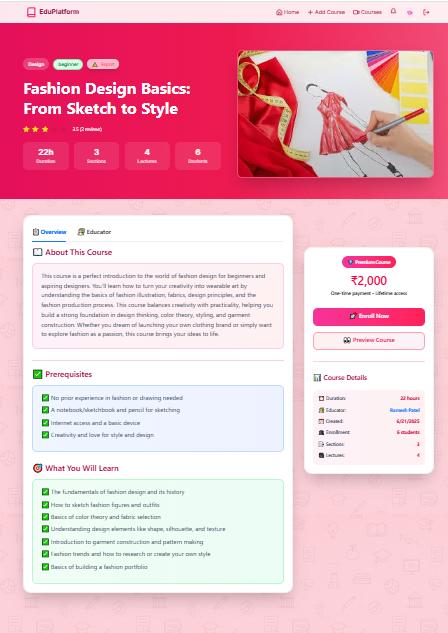 EduPlatform
Home
Add Course
Courses
Design
beginner
Report
Fashion Design Basics:
From Sketch to Style
3.5 (2 reviews)
22h
Duration
3
Sections
4
Lectures
6
Students
Overview
Educator
About This Course
This course is a perfect introduction to the world of fashion design for beginners and
aspiring designers. You'll learn how to turn your creativity into wearable art by
understanding the basics of fashion illustration, fabrics, design principles, and the
fashion production process. This course balances creativity with practicality, helping you
build a strong foundation in design thinking, color theory, styling, and garment
construction. Whether you dream of launching your own clothing brand or simply want
to explore fashion as a passion, this course brings your ideas to life.
Prerequisites
No prior experience in fashion or drawing needed
A notebook/sketchbook and pencil for sketching
Internet access and a basic device
Creativity and love for style and design
What You Will Learn
The fundamentals of fashion design and its history
How to sketch fashion figures and outfits
Basics of color theory and fabric selection
Understanding design elements like shape, silhouette, and texture
Introduction to garment construction and pattern making
Fashion trends and how to research or create your own style
Basics of building a fashion portfolio
Premium Course
₹2,000
One-time payment • Lifetime access
Enroll Now
Preview Course
Course Details
Duration: 22 hours
Educator: Ramesh Patel
Created: 6/21/2025
Enrollment: 6 students
Sections: 3
Lectures: 4